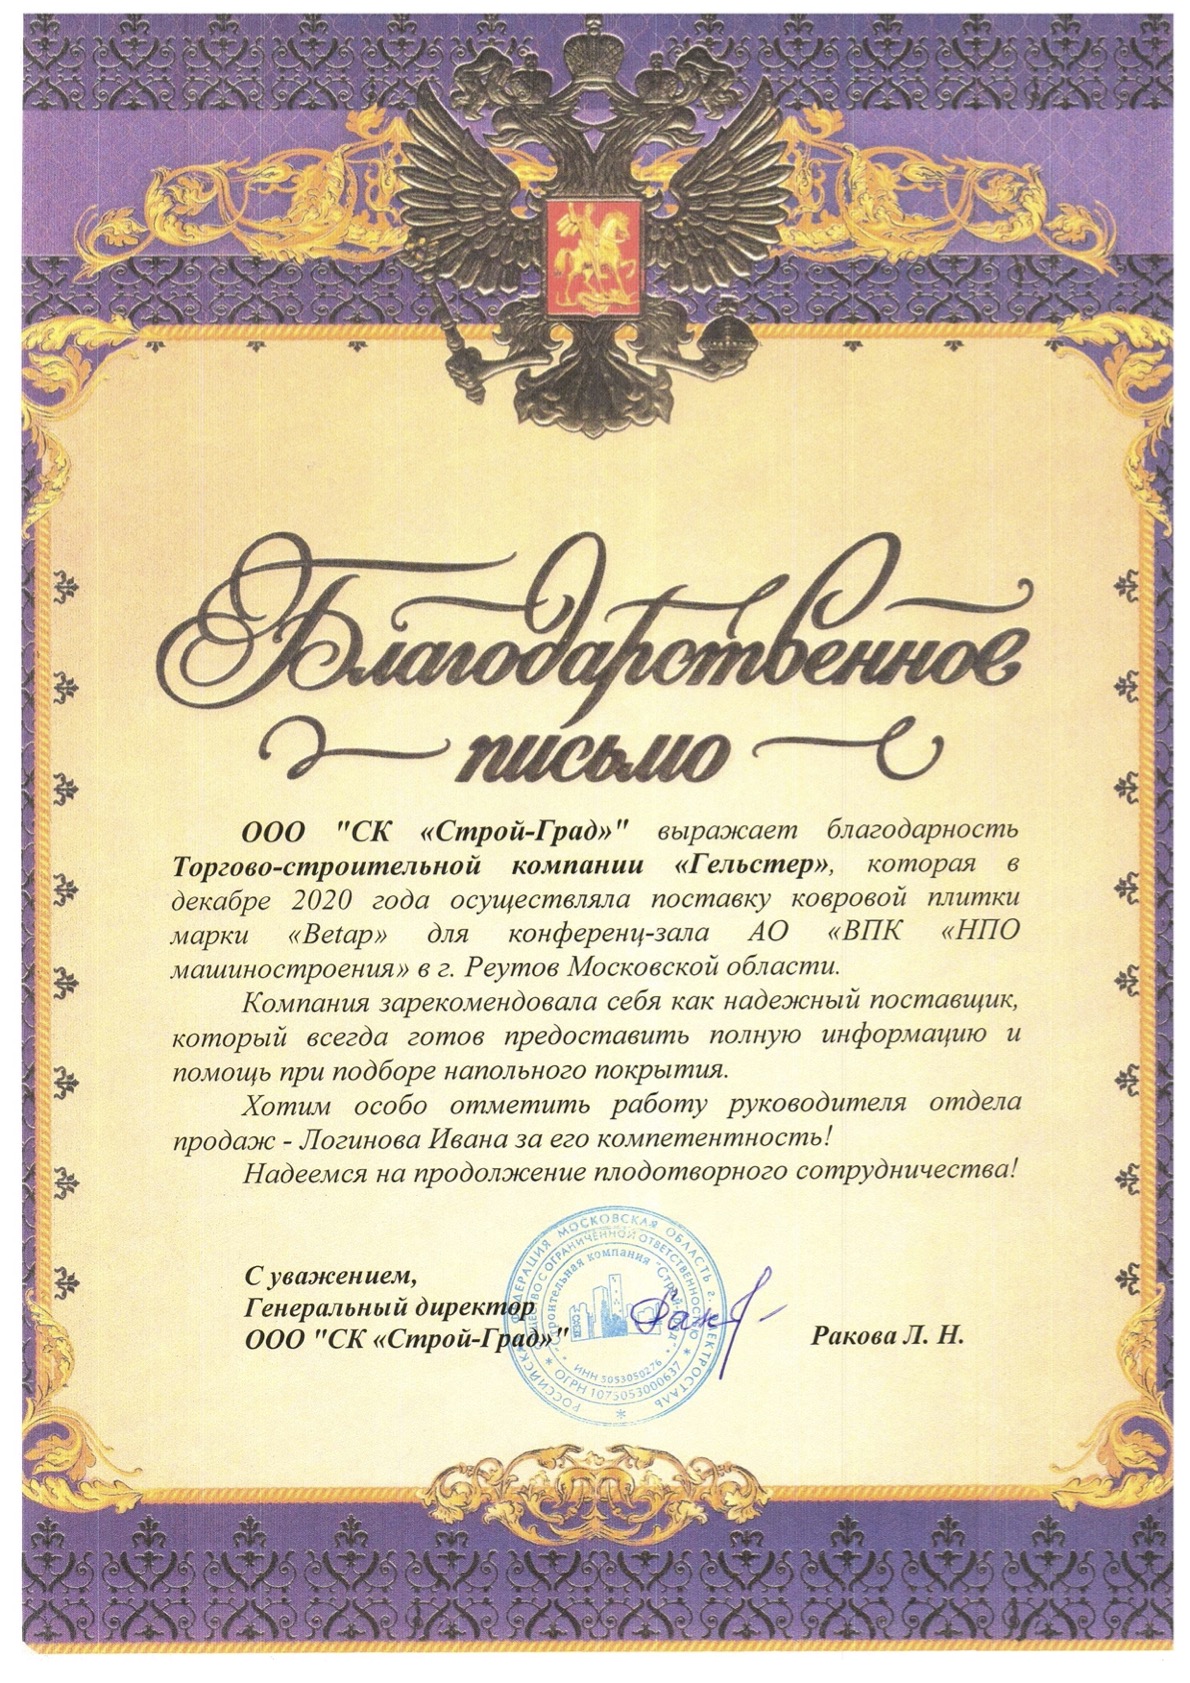 Благодарственное
письмо
ООО "СК «Строй-Град»" выражает благодарность
Торгово-строительной компании «Гельстер», которая в
декабре 2020 года осуществляла поставку ковровой плитки
марки «Betap» для конференц-зала АО «ВПК «НПО
машиностроения» в г. Реутов Московской области.
Компания зарекомендовала себя как надежный поставщик,
который всегда готов предоставить полную информацию и
помощь при подборе напольного покрытия.
Хотим особо отметить работу руководителя отдела
продаж - Логинова Ивана за его компетентность!
Надеемся на продолжение плодотворного сотрудничества!
С уважением,
Генеральный директор
ООО "СК «Строй-Град»"
Ракова Л. Н.
РОССИЙСКАЯ ФЕДЕРАЦИЯ МОСКОВСКАЯ ОБЛАСТЬ г. ЭЛЕКТРОСТАЛЬ
ОБЩЕСТВО С ОГРАНИЧЕННОЙ ОТВЕТСТВЕННОСТЬЮ
"Строительная компания "Строй-Град"
ИНН 5053050276
ОГРН 1075053000637